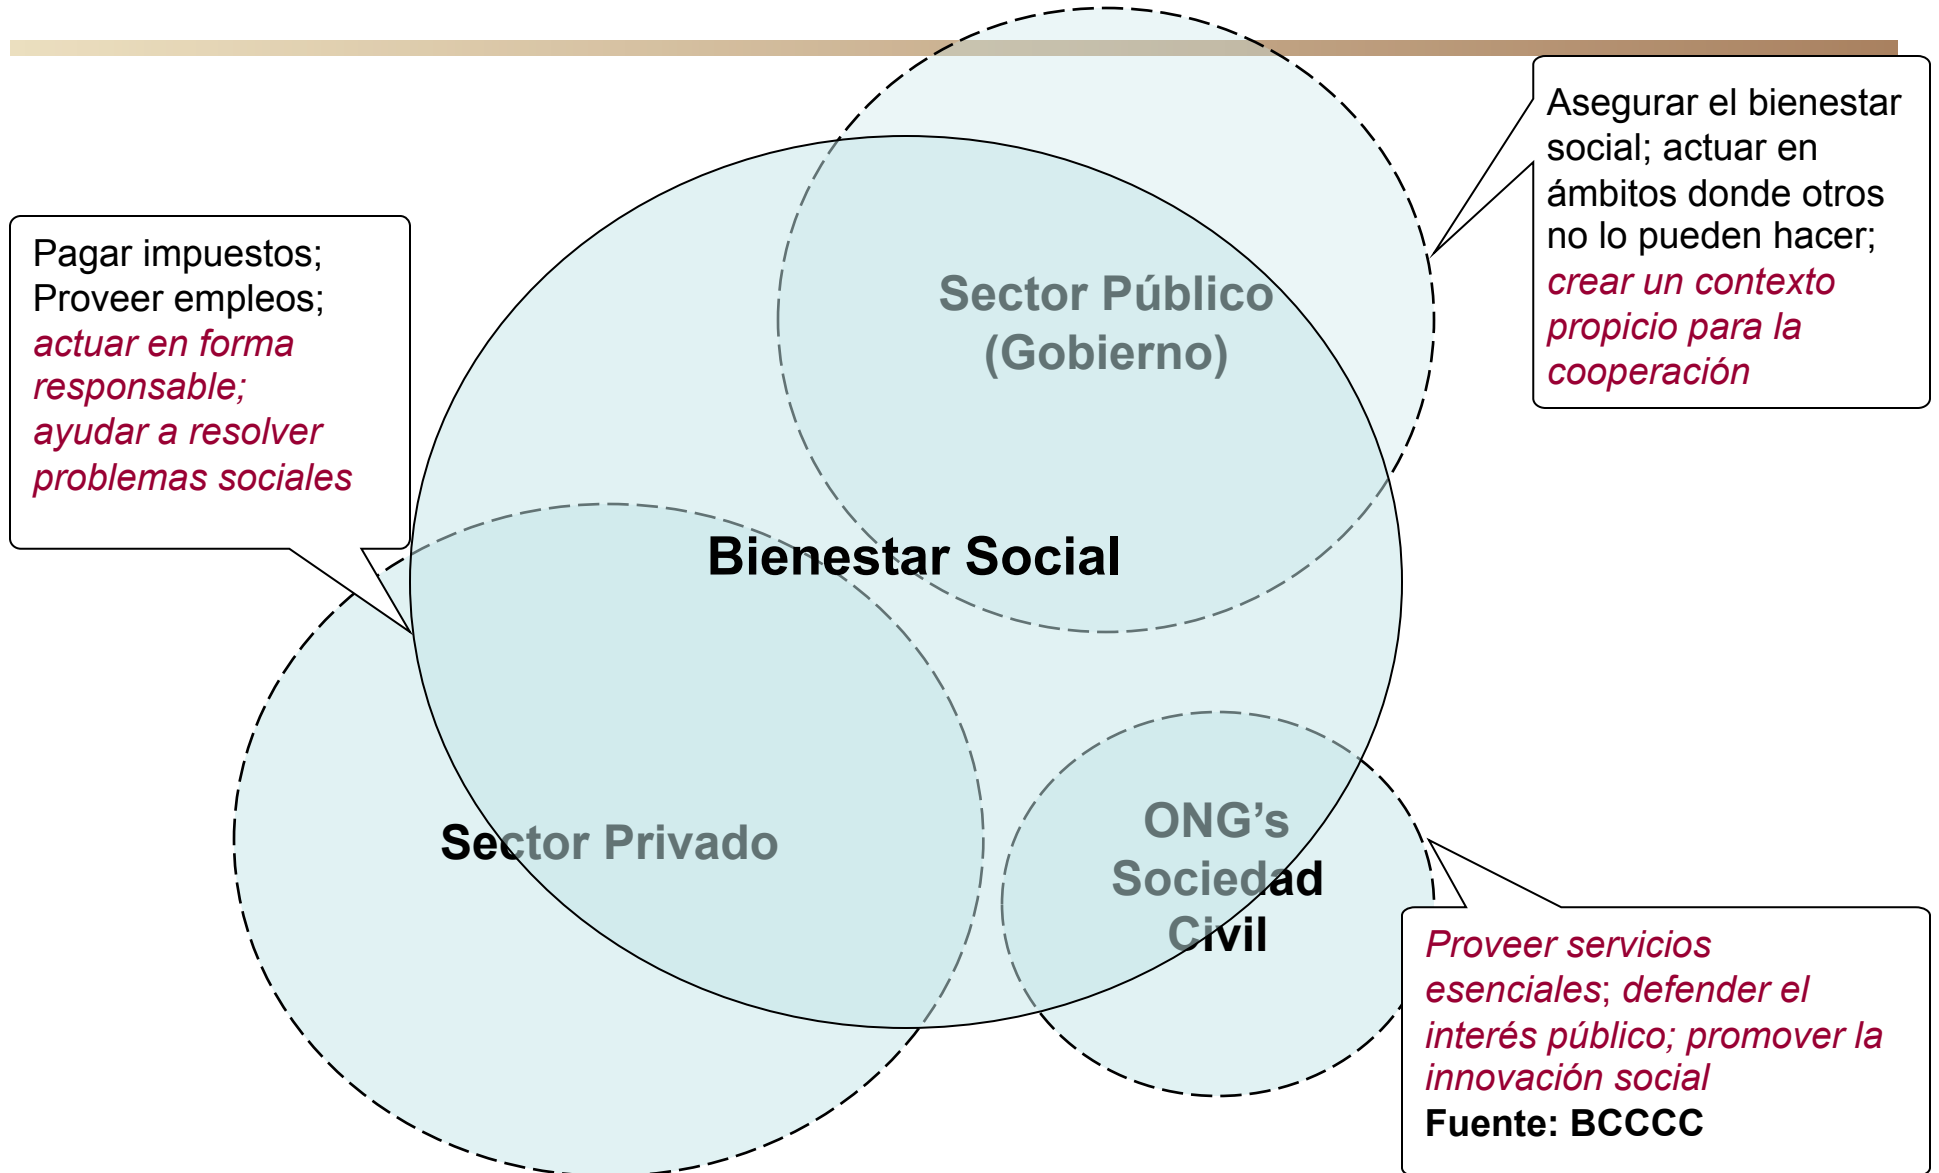 Asegurar el bienestar
social; actuar en
ámbitos donde otros
no lo pueden hacer;
crear un contexto
propicio para la
cooperación
Pagar impuestos;
Proveer empleos;
actuar en forma
responsable;
ayudar a resolver
problemas sociales
Sector Público
(Gobierno)
Bienestar Social
Sector Privado
ONG’s
Sociedad
Civil
Proveer servicios
esenciales; defender el
interés público; promover la
innovación social
Fuente: BCCCC